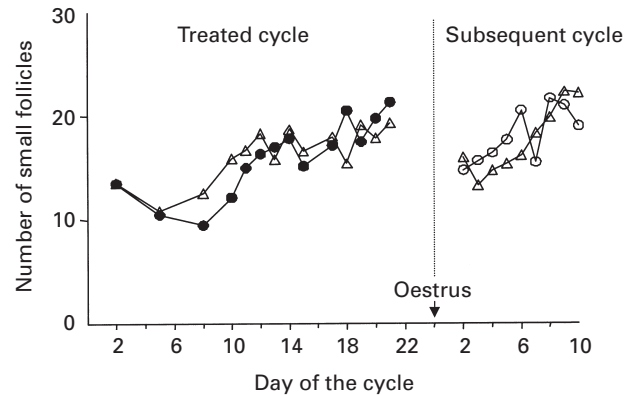 30
Treated cycle
Subsequent cycle
20
10
0
Number of small follicles
Oestrus
2 6 10 14 18 22 2 6 10
Day of the cycle